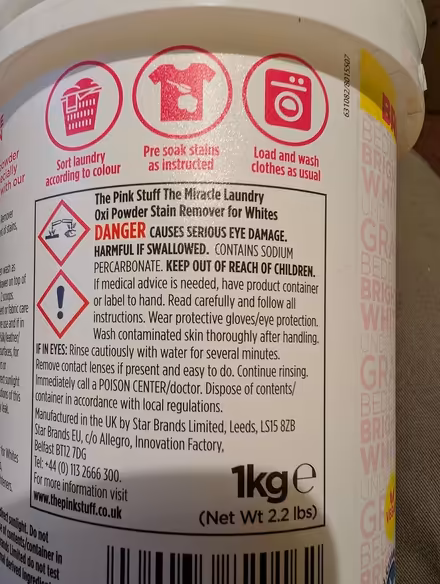 Sort laundry
according to colour
Pre soak stains
as instructed
Load and wash
clothes as usual
The Pink Stuff The Miracle Laundry
Oxi Powder Stain Remover for Whites
DANGER CAUSES SERIOUS EYE DAMAGE.
HARMFUL IF SWALLOWED. CONTAINS SODIUM
PERCARBONATE. KEEP OUT OF REACH OF CHILDREN.
If medical advice is needed, have product container
or label to hand. Read carefully and follow all
instructions. Wear protective gloves/eye protection.
Wash contaminated skin thoroughly after handling.
IF IN EYES: Rinse cautiously with water for several minutes.
Remove contact lenses if present and easy to do. Continue rinsing.
Immediately call a POISON CENTER/doctor. Dispose of contents/
container in accordance with local regulations.
Manufactured in the UK by Star Brands Limited, Leeds, LS15 8ZB
Star Brands EU, c/o Allegro, Innovation Factory,
Belfast BT12 7DG
Tel: +44 (0) 113 2666 300.
For more information visit
www.thepinkstuff.co.uk
1kg e
(Net Wt 2.2 lbs)